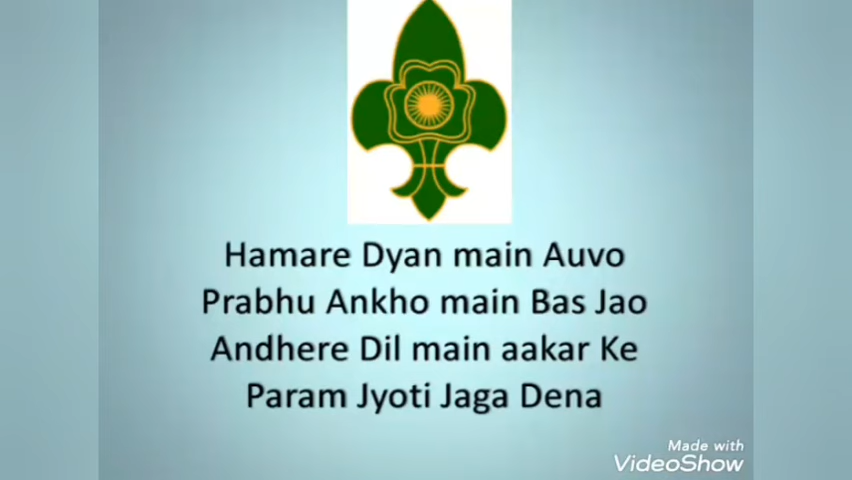 Hamare Dyan main Auvo
Prabhu Ankho main Bas Jao
Andhere Dil main aakar Ke
Param Jyoti Jaga Dena
Made with
VideoShow